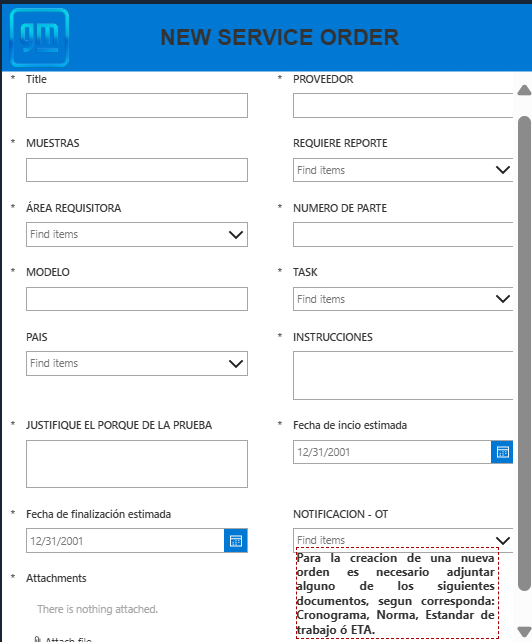 gm
NEW SERVICE ORDER
* Title
* PROVEEDOR
* MUESTRAS
REQUIERE REPORTE
Find items
* ÁREA REQUISITORA
Find items
* NUMERO DE PARTE
* MODELO
* TASK
Find items
PAIS
Find items
* INSTRUCCIONES
* JUSTIFIQUE EL PORQUE DE LA PRUEBA
* Fecha de incio estimada
12/31/2001
* Fecha de finalización estimada
12/31/2001
NOTIFICACION - OT
Find items
Para la creacion de una nueva
orden es necesario adjuntar
alguno de los siguientes
documentos, segun corresponda:
Cronograma, Norma, Estandar de
trabajo ó ETA.
* Attachments
There is nothing attached.
Attach file